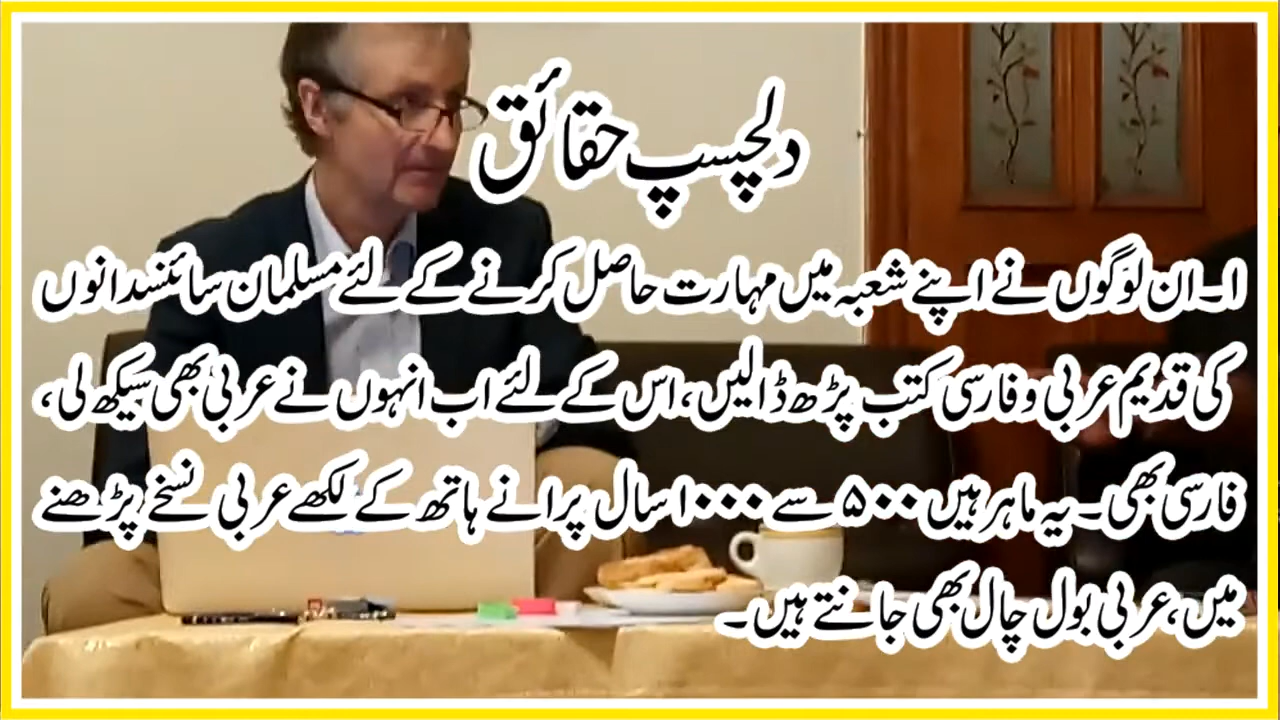 دلچسپ حقائق
۱۔ ان لوگوں نے اپنے شعبہ میں مہارت حاصل کرنے کے لئے مسلمان سائنسدانوں
کی قدیم عربی و فارسی کتب پڑھ ڈالیں، اس کے لئے اب انہوں نے عربی بھی سیکھ لی،
فارسی بھی۔ یہ ماہر ہیں ۵۰۰ سے ۱۰۰۰ سال پرانے ہاتھ کے لکھے عربی نسخے پڑھنے
میں، عربی بول چال بھی جانتے ہیں۔